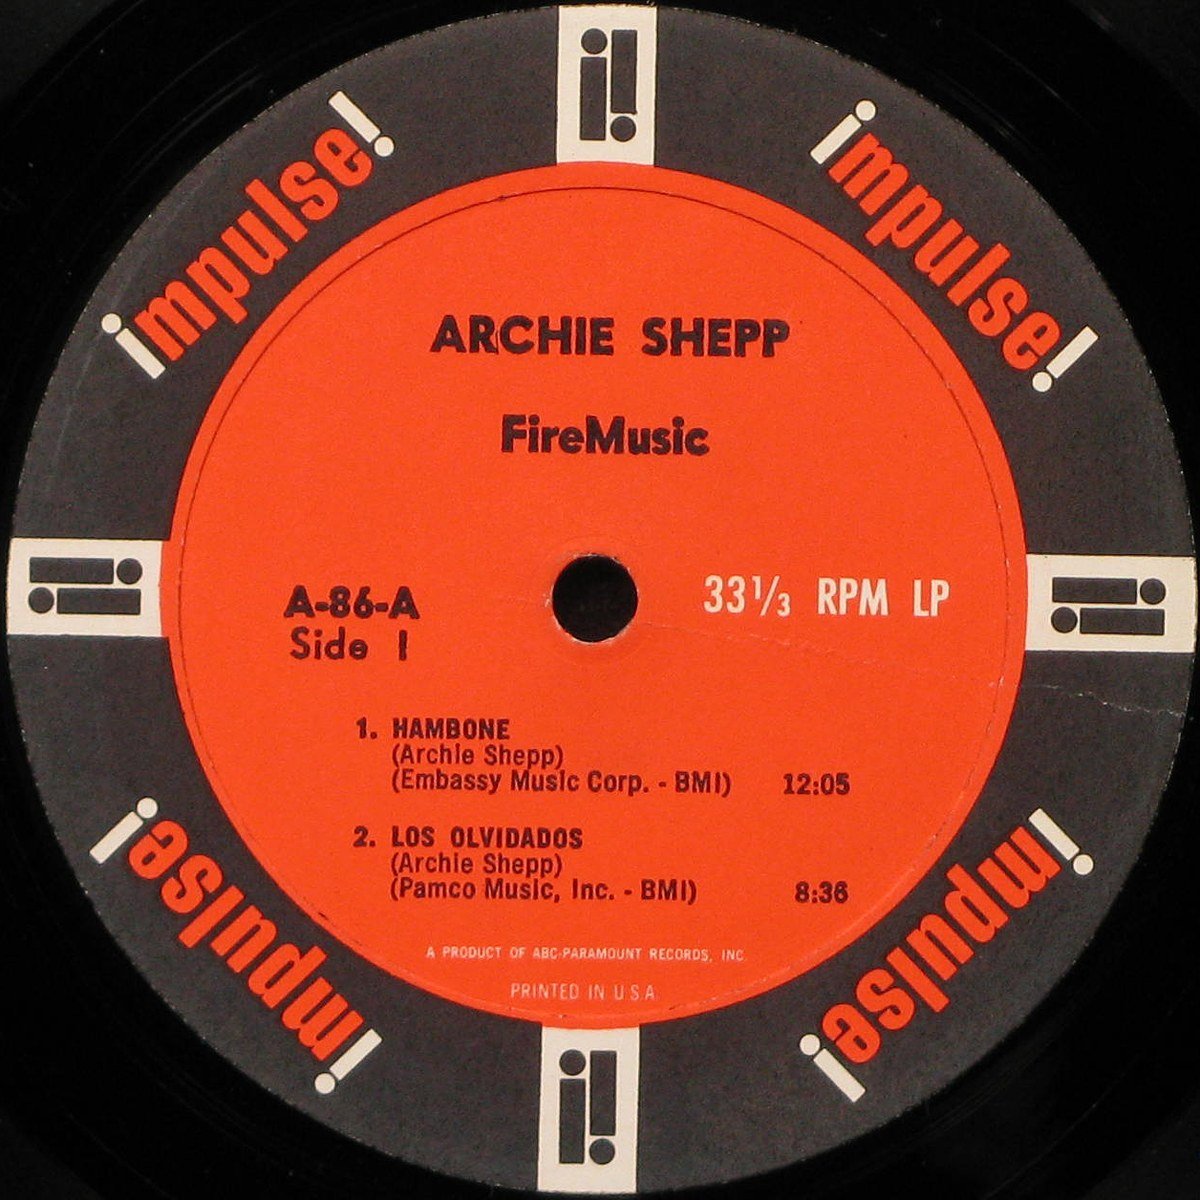 impulse!
impulse!
ARCHIE SHEPP
FireMusic
A-86-A
Side 1
33 1/3 RPM LP
1. HAMBONE
(Archie Shepp)
(Embassy Music Corp. - BMI) 12:05
2. LOS OLVIDADOS
(Archie Shepp)
(Pamco Music, Inc. - BMI) 8:36
A PRODUCT OF ABC-PARAMOUNT RECORDS, INC.
PRINTED IN U.S.A.
impulse!
impulse!